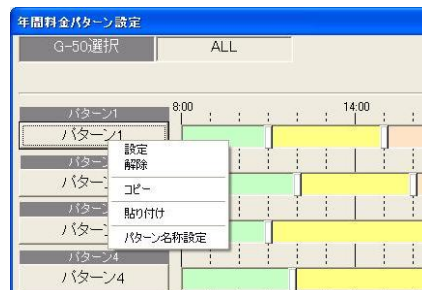 年間料金パターン設定
G-50選択 ALL
8:00 14:00
パターン1
パターン1
設定
解除
コピー
貼り付け
パターン名称設定
パターン4
パターン4